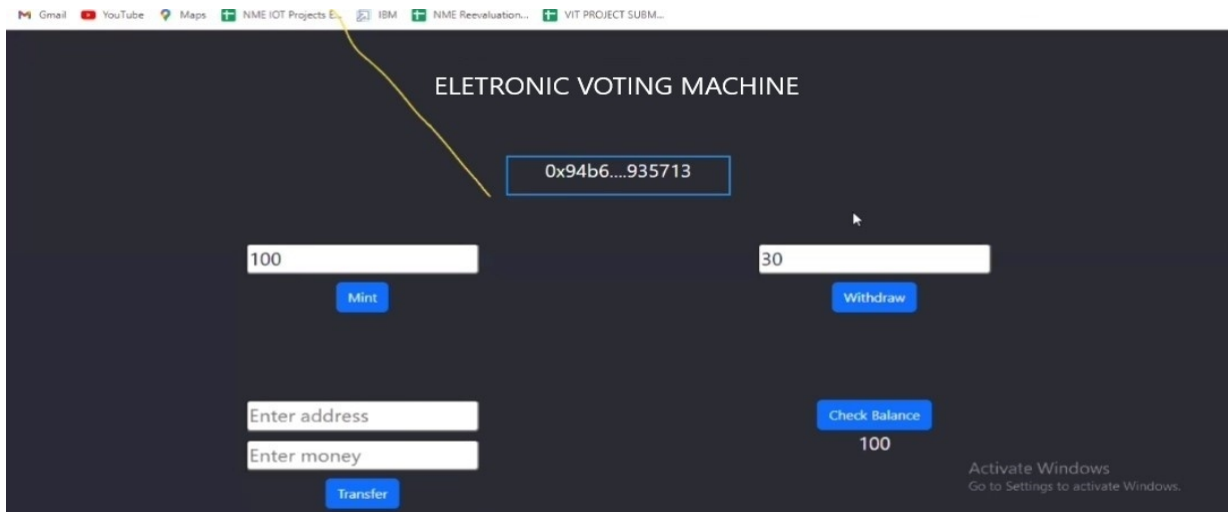 Gmail YouTube Maps NME IOT Projects E... IBM NME Reevaluation... VIT PROJECT SUBM...
ELETRONIC VOTING MACHINE
0x94b6....935713
100
30
Mint
Withdraw
Enter address
Check Balance
100
Enter money
Transfer
Activate Windows
Go to Settings to activate Windows.